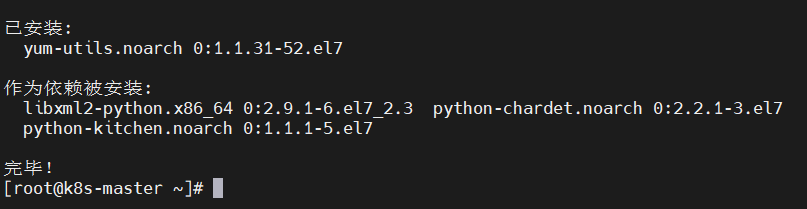 已安装:
yum-utils.noarch 0:1.1.31-52.el7
作为依赖被安装:
libxml2-python.x86_64 0:2.9.1-6.el7_2.3  python-chardet.noarch 0:2.2.1-3.el7
python-kitchen.noarch 0:1.1.1-5.el7
完毕！
[root@k8s-master ~]#